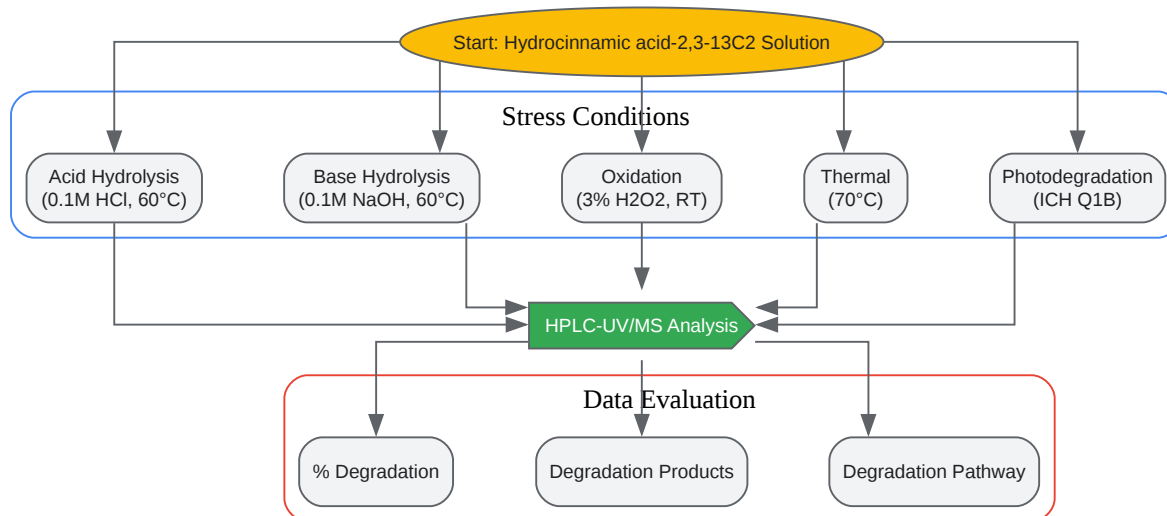 Start: Hydrocinnamic acid-2,3-13C2 Solution
Stress Conditions
Acid Hydrolysis
(0.1M HCl, 60°C)
Base Hydrolysis
(0.1M NaOH, 60°C)
Oxidation
(3% H2O2, RT)
Thermal
(70°C)
Photodegradation
(ICH Q1B)
HPLC-UV/MS Analysis
Data Evaluation
% Degradation
Degradation Products
Degradation Pathway